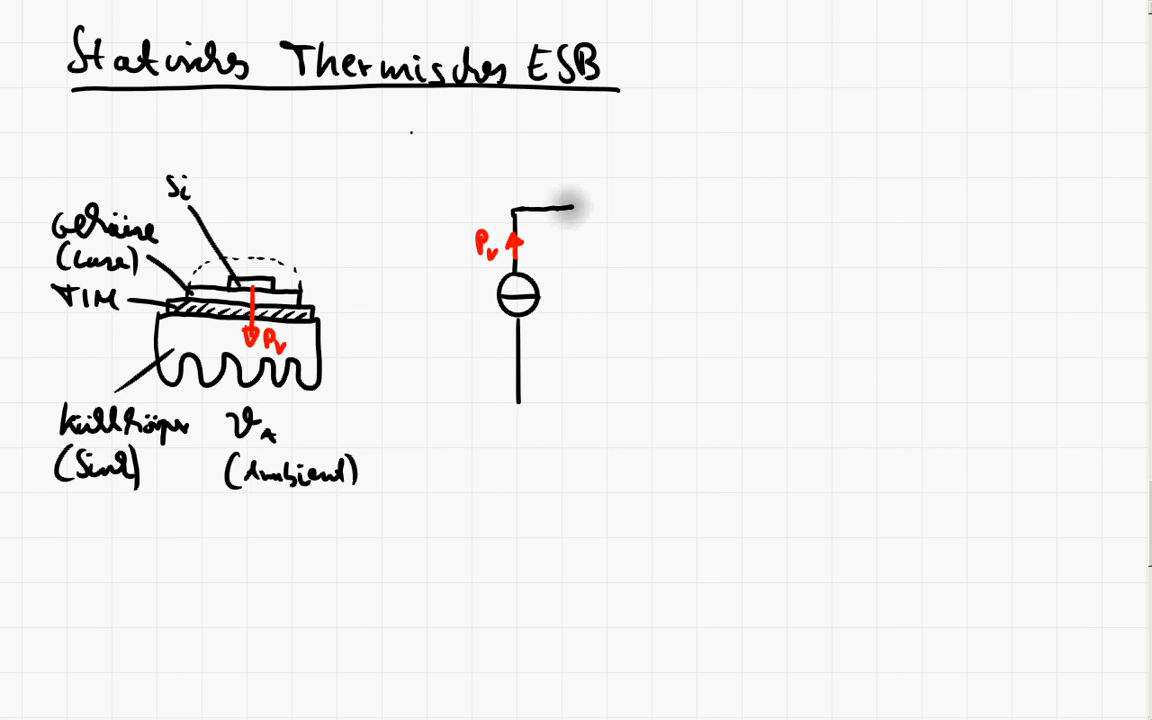 Statisches Thermisches ESB
Si
Gehäuse
(Case)
TIM
Pv
Pv
Kühlkörper
(Sink)
ϑA
(Ambient)